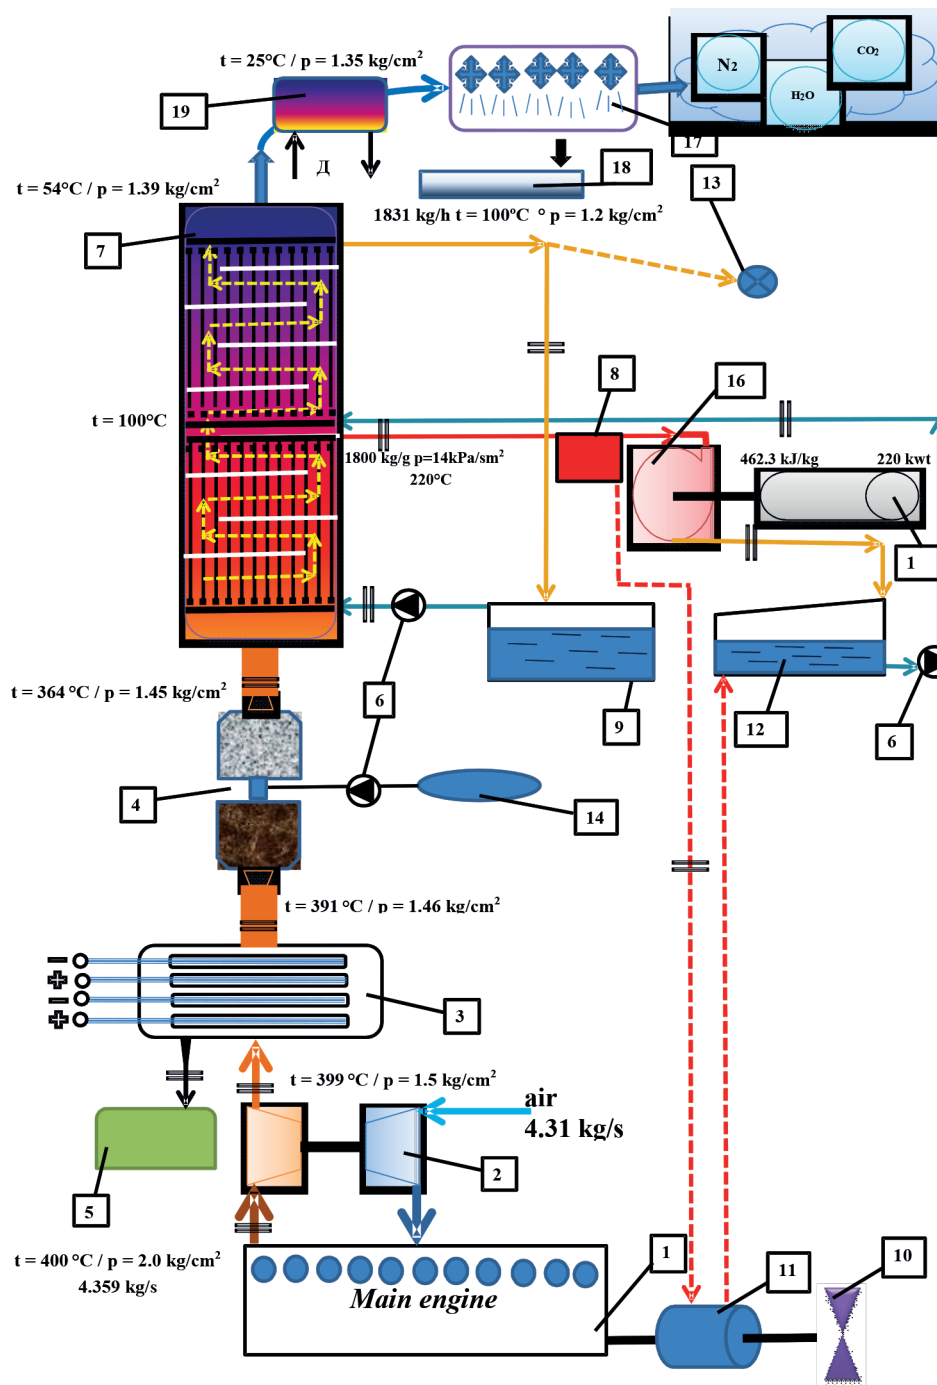 t = 25°C / p = 1.35 kg/cm²
N₂
CO₂
H₂O
19
Д
17
18
t = 54°C / p = 1.39 kg/cm²
13
1831 kg/h t = 100°C ° p = 1.2 kg/cm²
7
8
16
t = 100°C
1800 kg/g p=14kPa/sm²
220°C
462.3 kJ/kg
220 kwt
1
t = 364 °C / p = 1.45 kg/cm²
6
9
12
6
4
14
t = 391 °C / p = 1.46 kg/cm²
3
t = 399 °C / p = 1.5 kg/cm²
air
4.31 kg/s
2
5
t = 400 °C / p = 2.0 kg/cm²
4.359 kg/s
1
11
10
Main engine